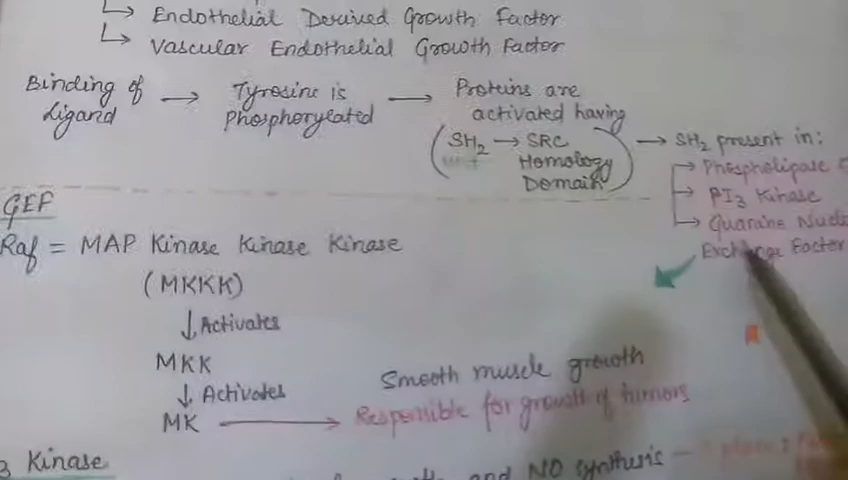 ↳ Endothelial Derived Growth Factor
↳ Vascular Endothelial Growth Factor
Binding of Ligand → Tyrosine is Phosphorylated → Proteins are activated having
(SH2 → SRC Homology Domain) → SH2 present in:
→ Phospholipase
→ PI3 Kinase
→ Guanine Nucle
Exchange Factor
GEF
Raf = MAP Kinase Kinase Kinase
(MKKK)
↓ Activates
MKK
↓ Activates
MK → Smooth muscle growth
Responsible for growth of tumors
3 Kinase
and NO synthesis